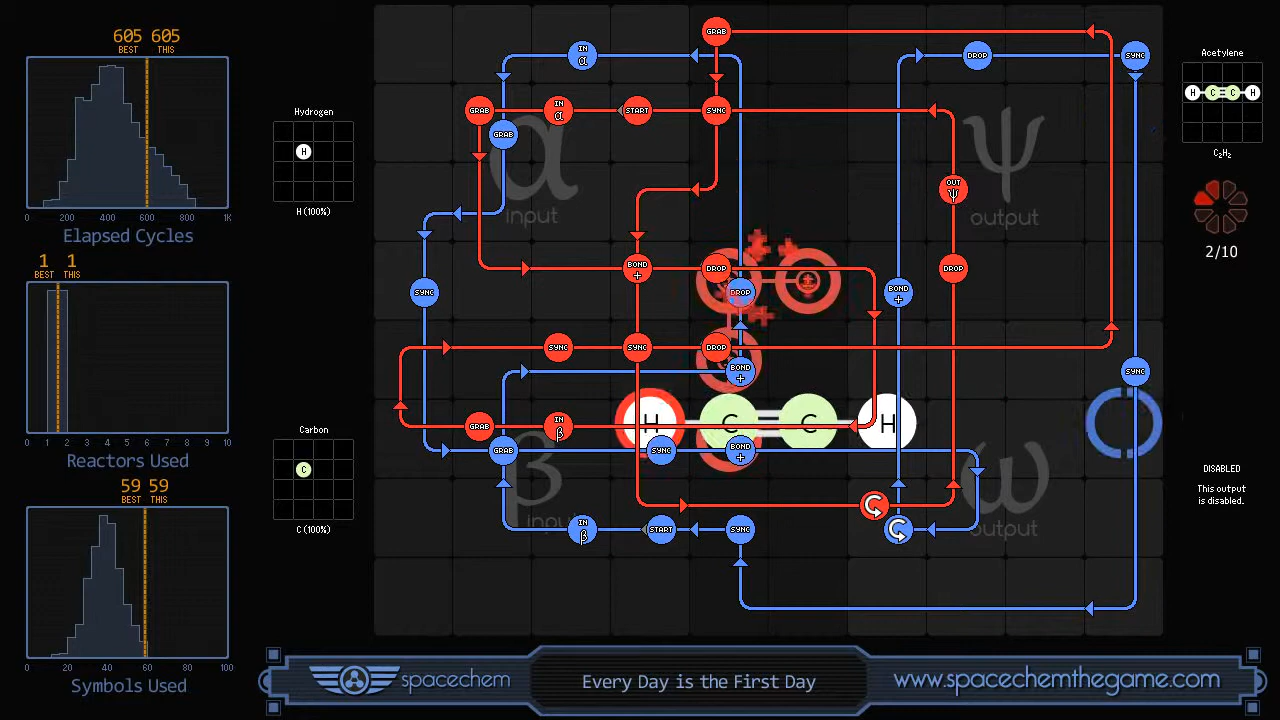 605 605
BEST THIS
0 200 400 600 800 1K
Elapsed Cycles
1 1
BEST THIS
0 1 2 3 4 5 6 7 8 9 10
Reactors Used
59 59
BEST THIS
0 20 40 60 80 100
Symbols Used
Hydrogen
H
H (100%)
Carbon
C
C (100%)
GRAB
IN α
DROP
SYNC
GRAB
IN α
START
SYNC
GRAB
α
input
ψ
output
OUT ψ
BOND +
DROP
DROP
SYNC
DROP
BOND +
SYNC
SYNC
DROP
BOND +
SYNC
GRAB
IN β
H C C H
GRAB
SYNC
BOND +
β
input
ω
output
IN β
START
SYNC
Acetylene
H C C H
C₂H₂
2/10
DISABLED
This output
is disabled.
spacechem
Every Day is the First Day
www.spacechemthegame.com